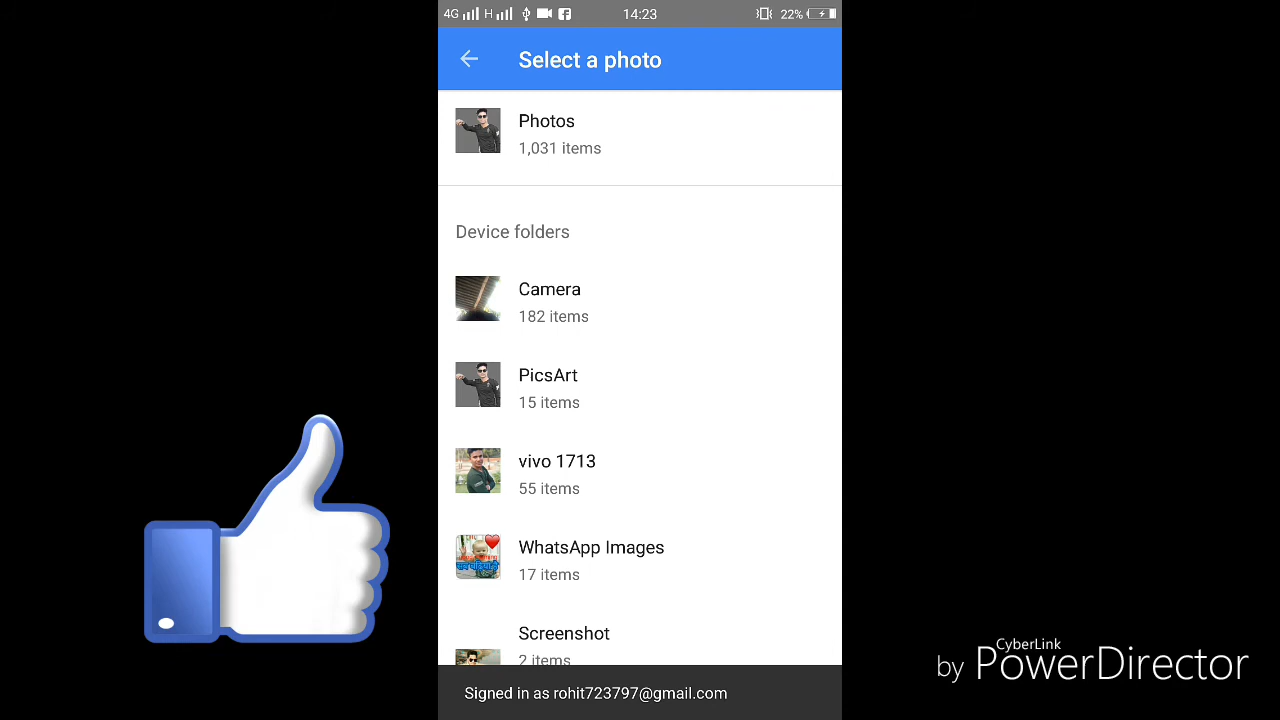 4G H 14:23 22%
Select a photo
Photos
1,031 items
Device folders
Camera
182 items
PicsArt
15 items
vivo 1713
55 items
WhatsApp Images
17 items
Screenshot
2 items
Signed in as rohit723797@gmail.com
CyberLink
by PowerDirector